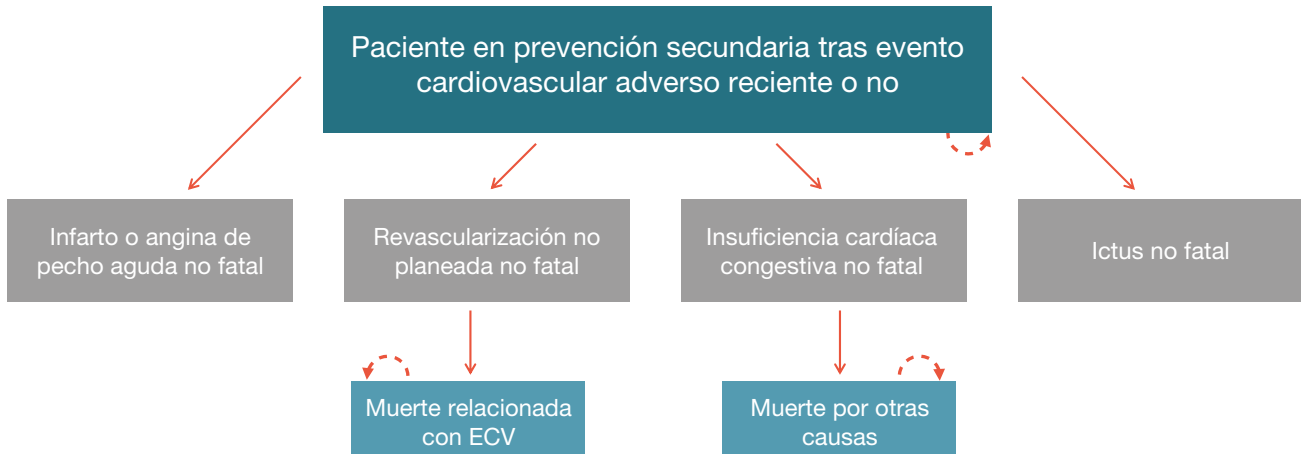 Paciente en prevención secundaria tras evento
cardiovascular adverso reciente o no
Infarto o angina de
pecho aguda no fatal
Revascularización no
planeada no fatal
Insuficiencia cardíaca
congestiva no fatal
Ictus no fatal
Muerte relacionada
con ECV
Muerte por otras
causas